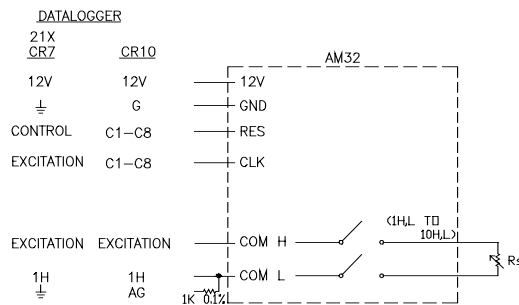 DATALOGGER
21X
CR7 CR10 AM32
12V 12V 12V
⏚ G GND
CONTROL C1-C8 RES
EXCITATION C1-C8 CLK
(1H,L TO
10H,L)
EXCITATION EXCITATION COM H
Rs
1H 1H COM L
⏚ AG
1K 0.1%